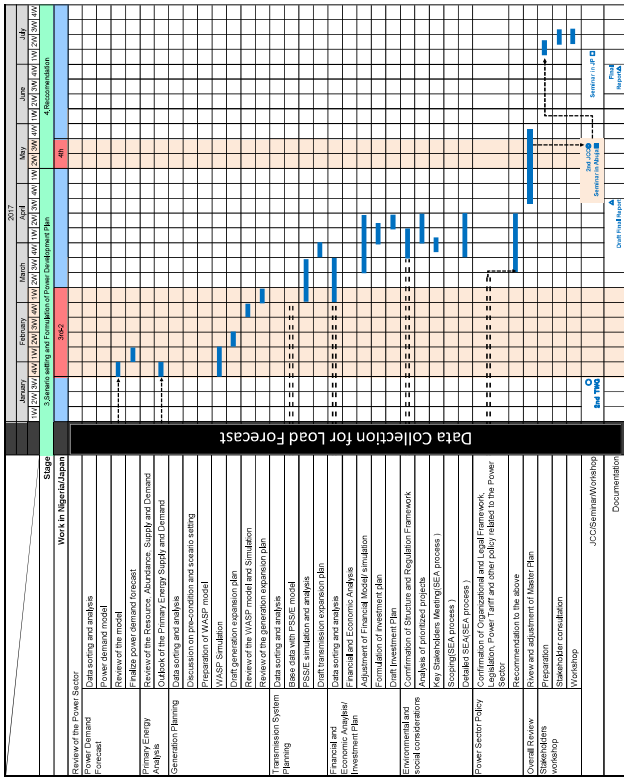 2017
January February March April May June July
1W 2W 3W 4W 1W 2W 3W 4W 1W 2W 3W 4W 1W 2W 3W 4W 1W 2W 3W 4W 1W 2W 3W 4W 1W 2W 3W 4W
Stage
3,Senario setting and Formulation of Power Development Plan
4,Reccomendation
Work in Nigeria/Japan
3rd-2
4th
Data Collection for Load Forecast
Review of the Power Sector
Power Demand
Forecast
Data sorting and analysis
Power demand model
Review of the model
Finalize power demand forecast
Primary Energy
Analysis
Review of the Resource Abundance, Supply and Demand
Outlook of the Primary Energy Supply and Demand
Generation Planning
Data sorting and analysis
Discussion on pre-condition and sceario setting
Preparation of WASP model
WASP Simulation
Draft generation expansion plan
Review of the WASP model and Simulation
Review of the generation expansion plan
Transmission System
Planning
Data sorting and analysis
Base data with PSS/E model
PSS/E simulation and analysis
Draft transmission expansion plan
Financial and
Economic Anaylsis/
Investment Plan
Data sorting and analysis
Financial and Economic Analysis
Adjustment of Financial Model/ simulation
Formulation of Investment plan
Draft Investment Plan
Environmental and
social considerations
Confirmation of Structure and Regulation Framework
Analysis of prioritized projects
Key Stakeholders Meeting(SEA process )
Scoping(SEA process )
Detailed SEA(SEA process )
Power Sector Policy
Confirmation of Organizational and Legal Framework,
Legislation, Power Tariff and other policy related to the Power
Sector
Recommendation to the above
Overall Review
Rivew and adjustment of Master Plan
Stakeholders
workshop
Preparation
Stakeholder consultation
Workshop
JCC/Seminar/Workshop
2nd TWG
2nd JCC
Seminar in Abuja
Seminar in JP
Documentation
Draft Final Report
Final
Report